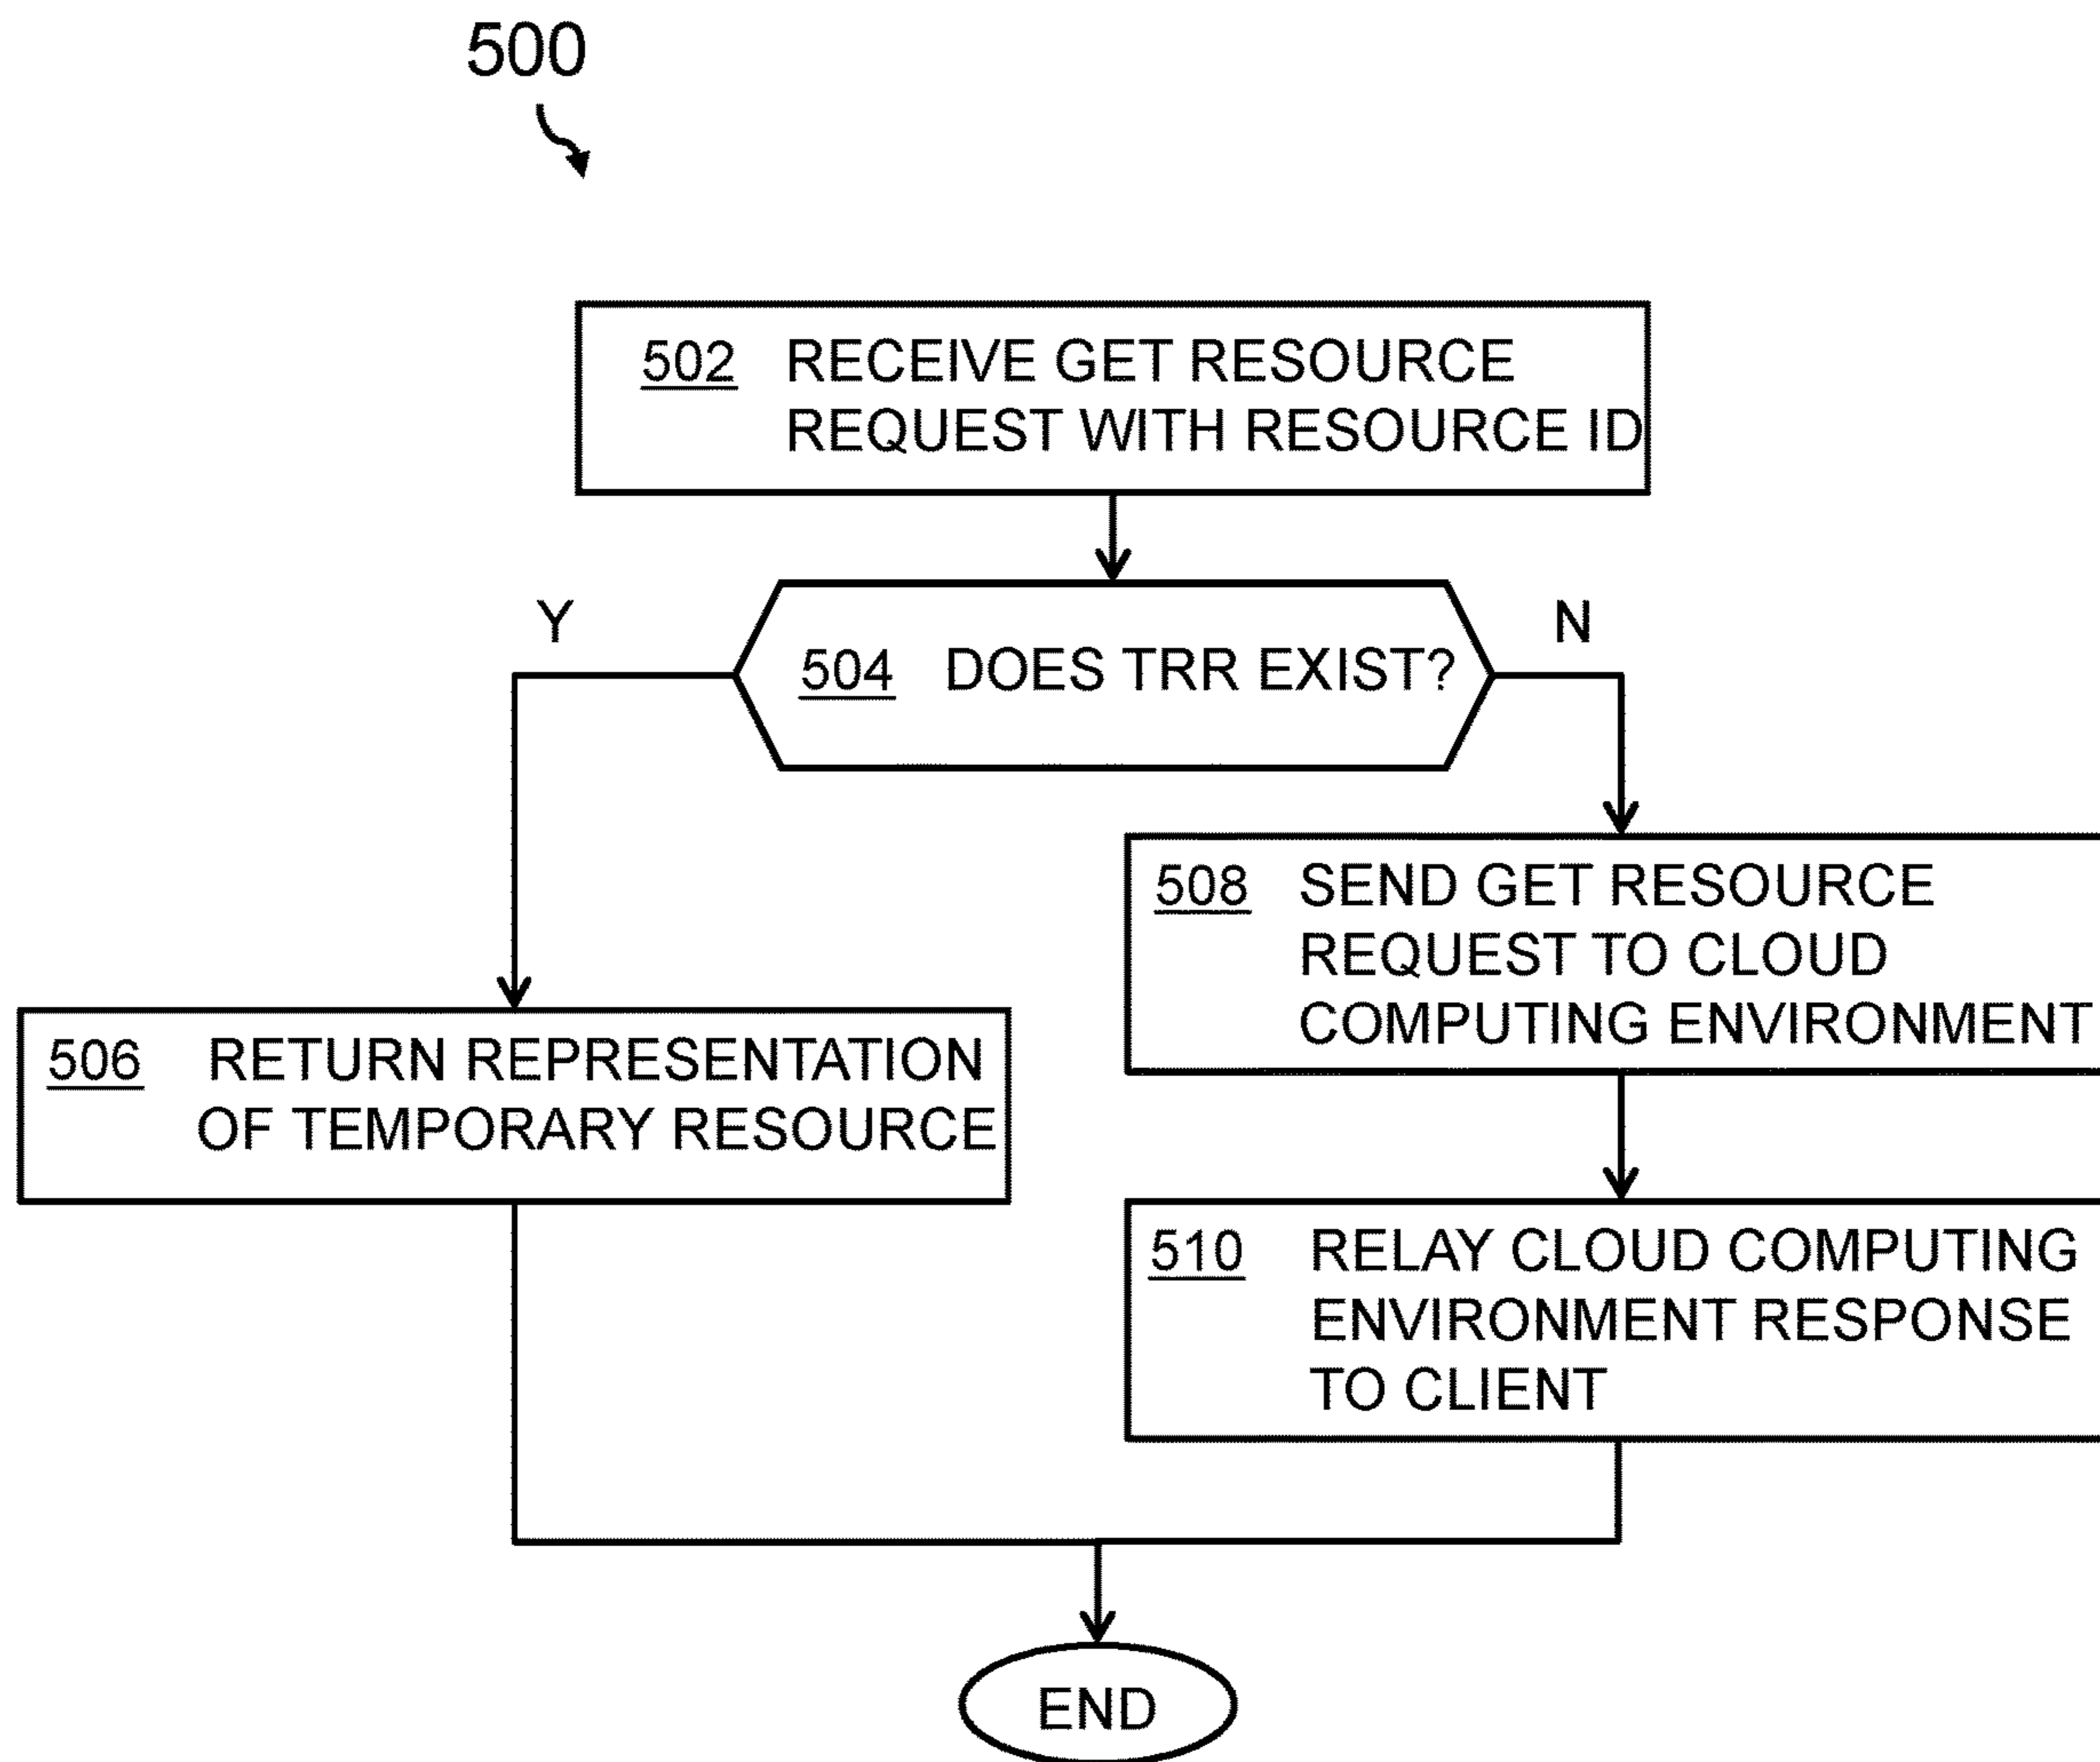 500
502 RECEIVE GET RESOURCE
REQUEST WITH RESOURCE ID
Y
N
504 DOES TRR EXIST?
508 SEND GET RESOURCE
REQUEST TO CLOUD
COMPUTING ENVIRONMENT
506 RETURN REPRESENTATION
OF TEMPORARY RESOURCE
510 RELAY CLOUD COMPUTING
ENVIRONMENT RESPONSE
TO CLIENT
END